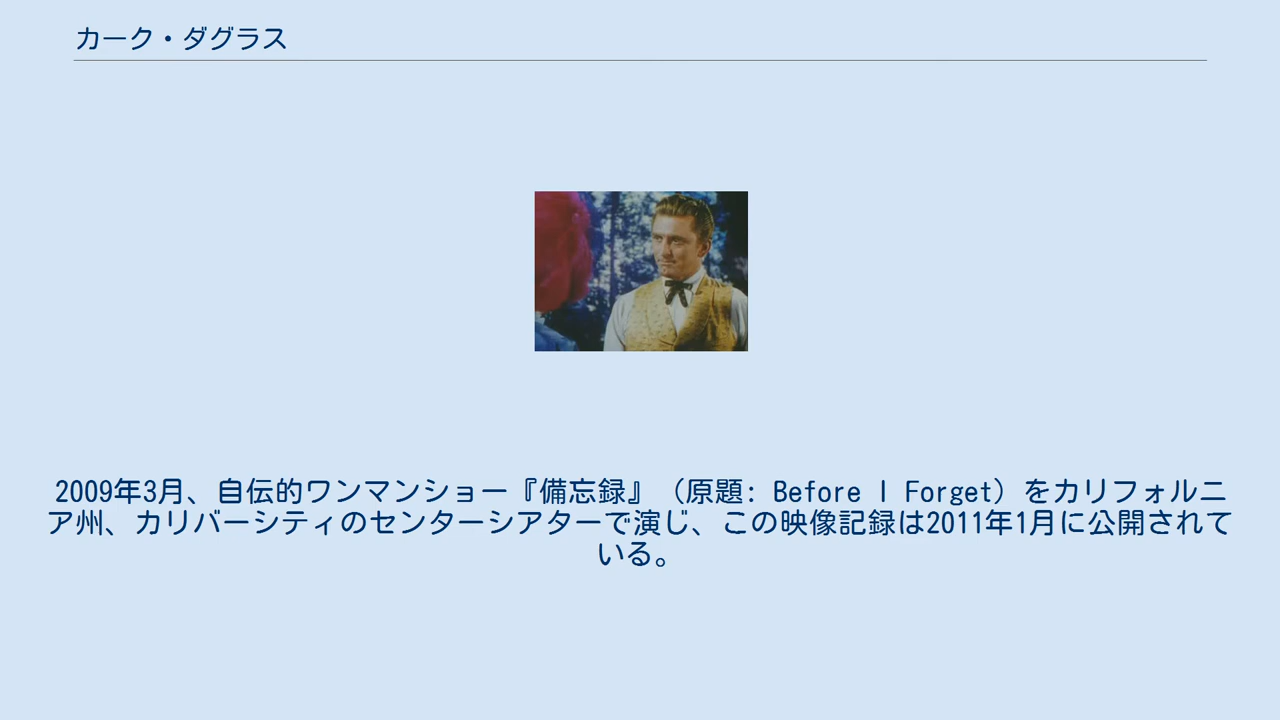 カーク・ダグラス
2009年3月、自伝的ワンマンショー『備忘録』（原題: Before I Forget）をカリフォルニ
ア州、カリバーシティのセンターシアターで演じ、この映像記録は2011年1月に公開されて
いる。